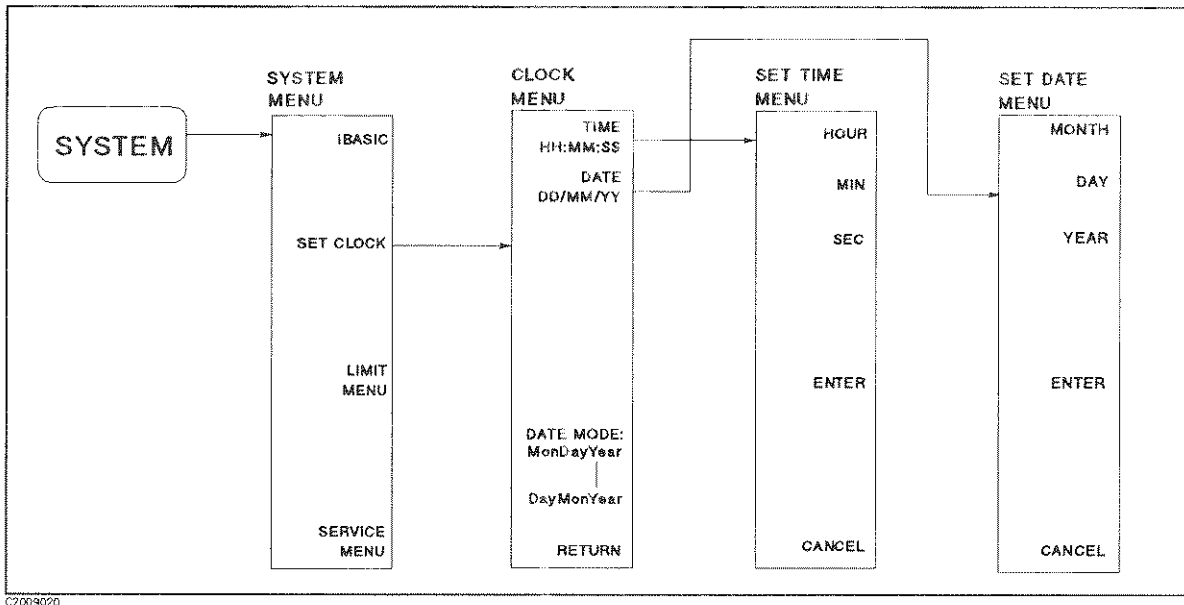 SYSTEM
SYSTEM
MENU
IBASIC
SET CLOCK
LIMIT
MENU
SERVICE
MENU
CLOCK
MENU
TIME
HH:MM:SS
DATE
DD/MM/YY
DATE MODE:
MonDayYear
DayMonYear
RETURN
SET TIME
MENU
HOUR
MIN
SEC
ENTER
CANCEL
SET DATE
MENU
MONTH
DAY
YEAR
ENTER
CANCEL
C2009020